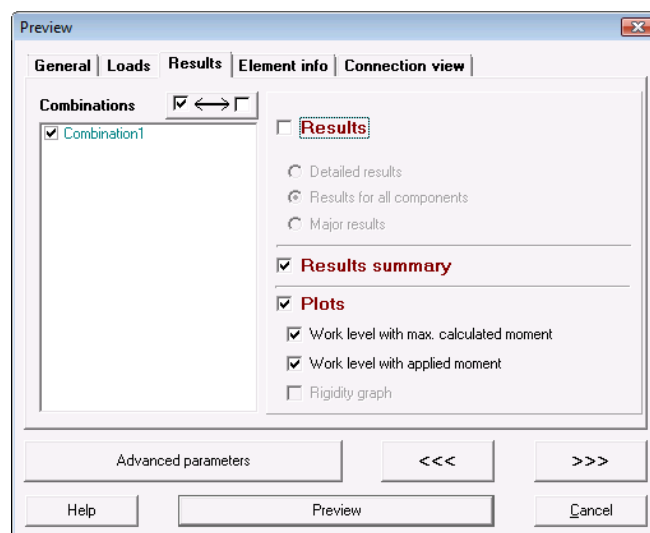 Preview
General Loads Results Element info Connection view
Combinations
Combination1
Results
Detailed results
Results for all components
Major results
Results summary
Plots
Work level with max. calculated moment
Work level with applied moment
Rigidity graph
Advanced parameters <<< >>>
Help Preview Cancel